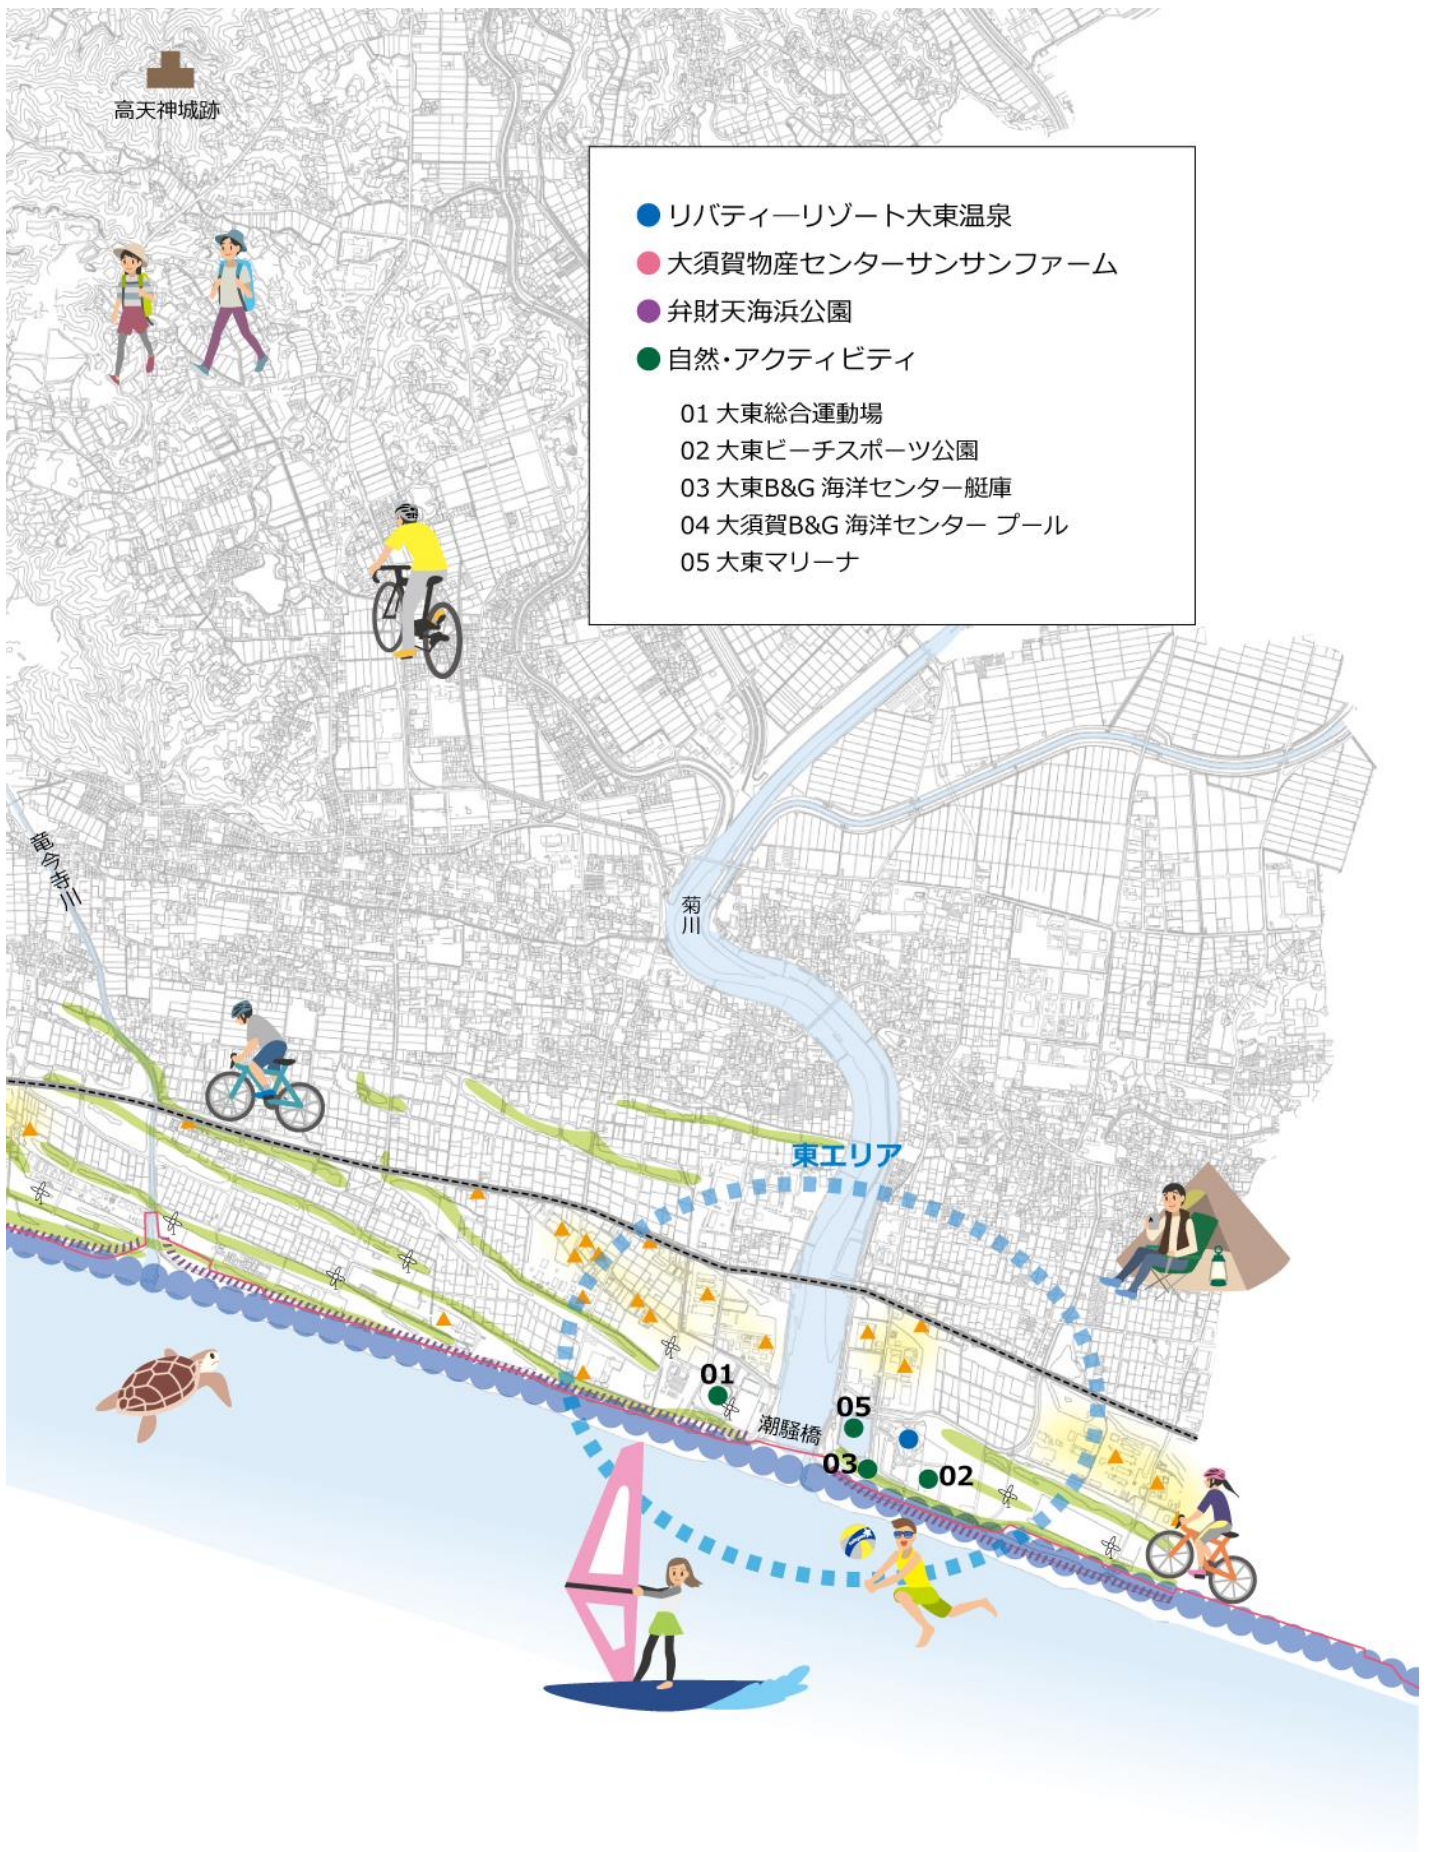 高天神城跡
リバティ―リゾート大東温泉
大須賀物産センターサンサンファーム
弁財天海浜公園
自然・アクティビティ
01 大東総合運動場
02 大東ビーチスポーツ公園
03 大東B&G 海洋センター艇庫
04 大須賀B&G 海洋センター プール
05 大東マリーナ
竜今寺川
菊川
東エリア
01
05
潮騒橋
03
02